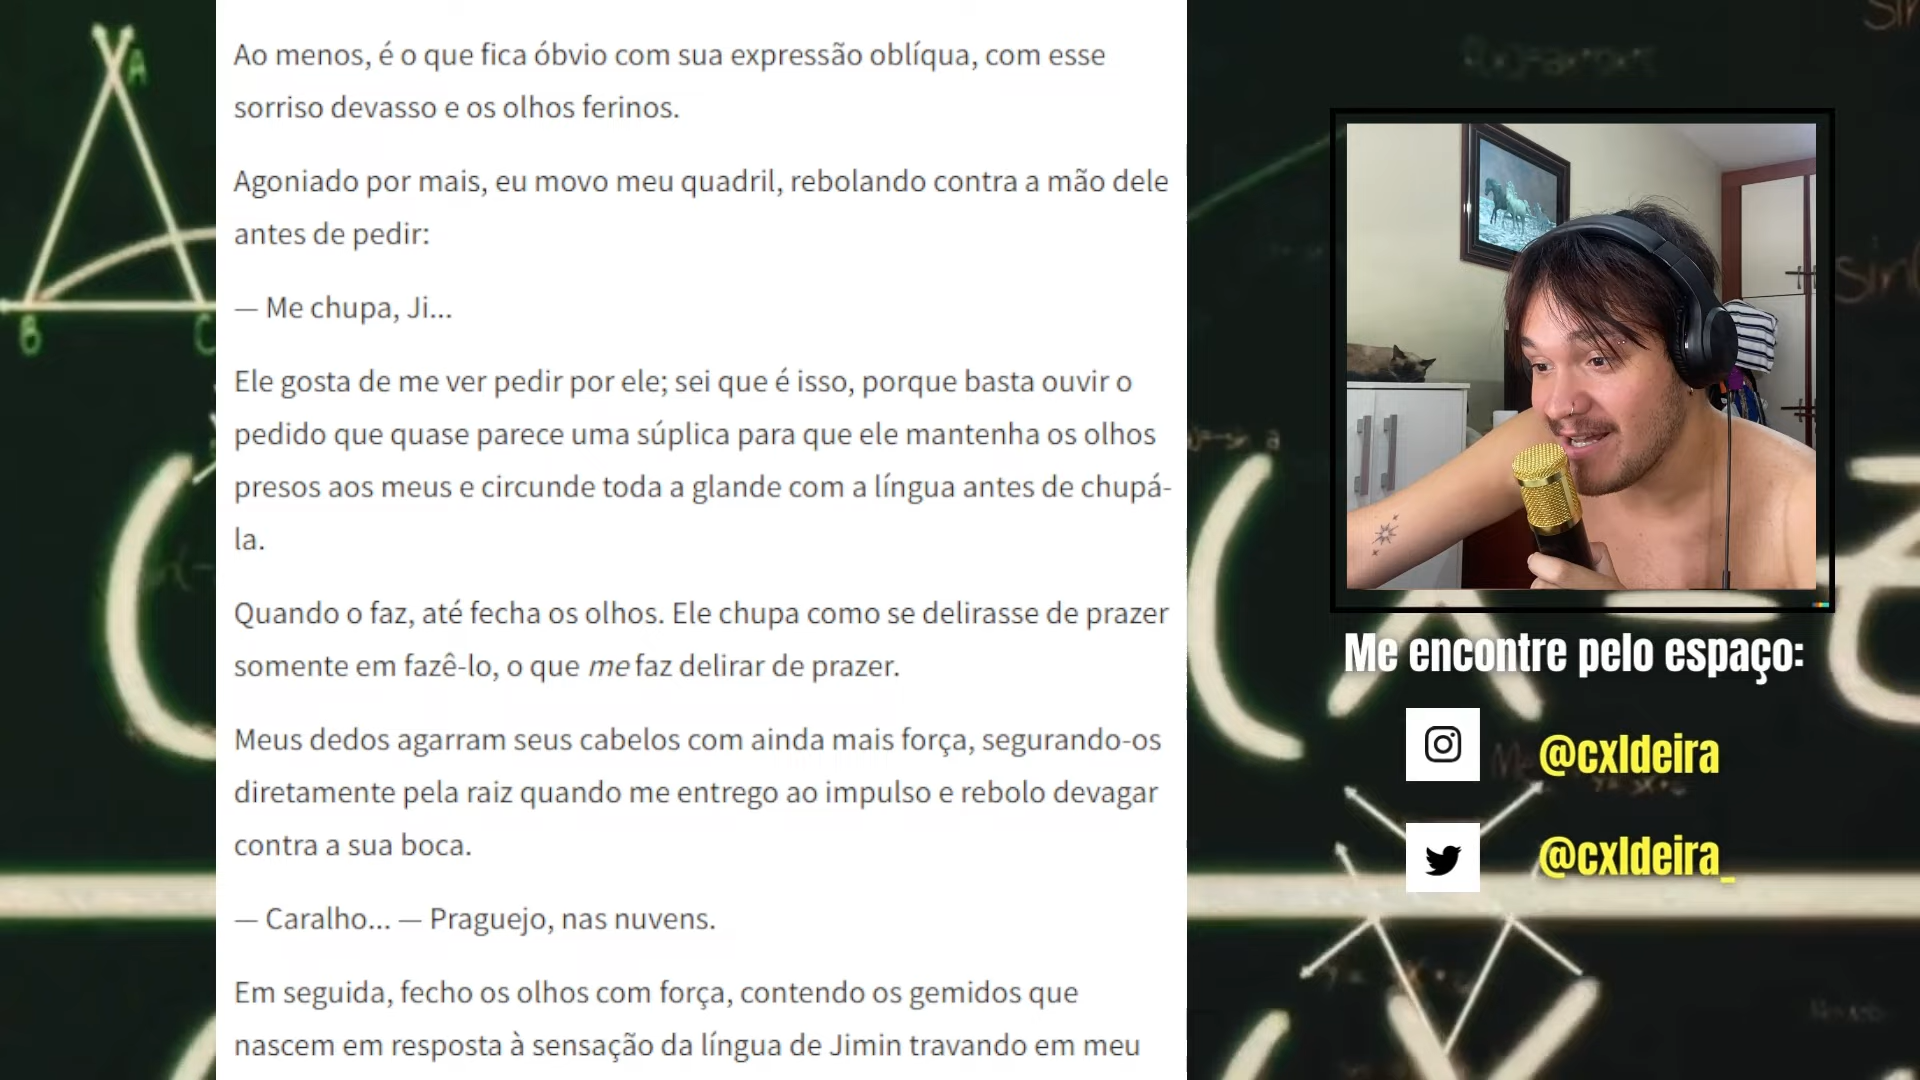 Ao menos, é o que fica óbvio com sua expressão oblíqua, com esse
sorriso devasso e os olhos ferinos.
Agoniado por mais, eu movo meu quadril, rebolando contra a mão dele
antes de pedir:
— Me chupa, Ji...
Ele gosta de me ver pedir por ele; sei que é isso, porque basta ouvir o
pedido que quase parece uma súplica para que ele mantenha os olhos
presos aos meus e circunde toda a glande com a língua antes de chupá-
la.
Quando o faz, até fecha os olhos. Ele chupa como se delirasse de prazer
somente em fazê-lo, o que me faz delirar de prazer.
Meus dedos agarram seus cabelos com ainda mais força, segurando-os
diretamente pela raiz quando me entrego ao impulso e rebolo devagar
contra a sua boca.
— Caralho... — Praguejo, nas nuvens.
Em seguida, fecho os olhos com força, contendo os gemidos que
nascem em resposta à sensação da língua de Jimin travando em meu
Me encontre pelo espaço:
@cxldeira
@cxldeira_
A
B
C